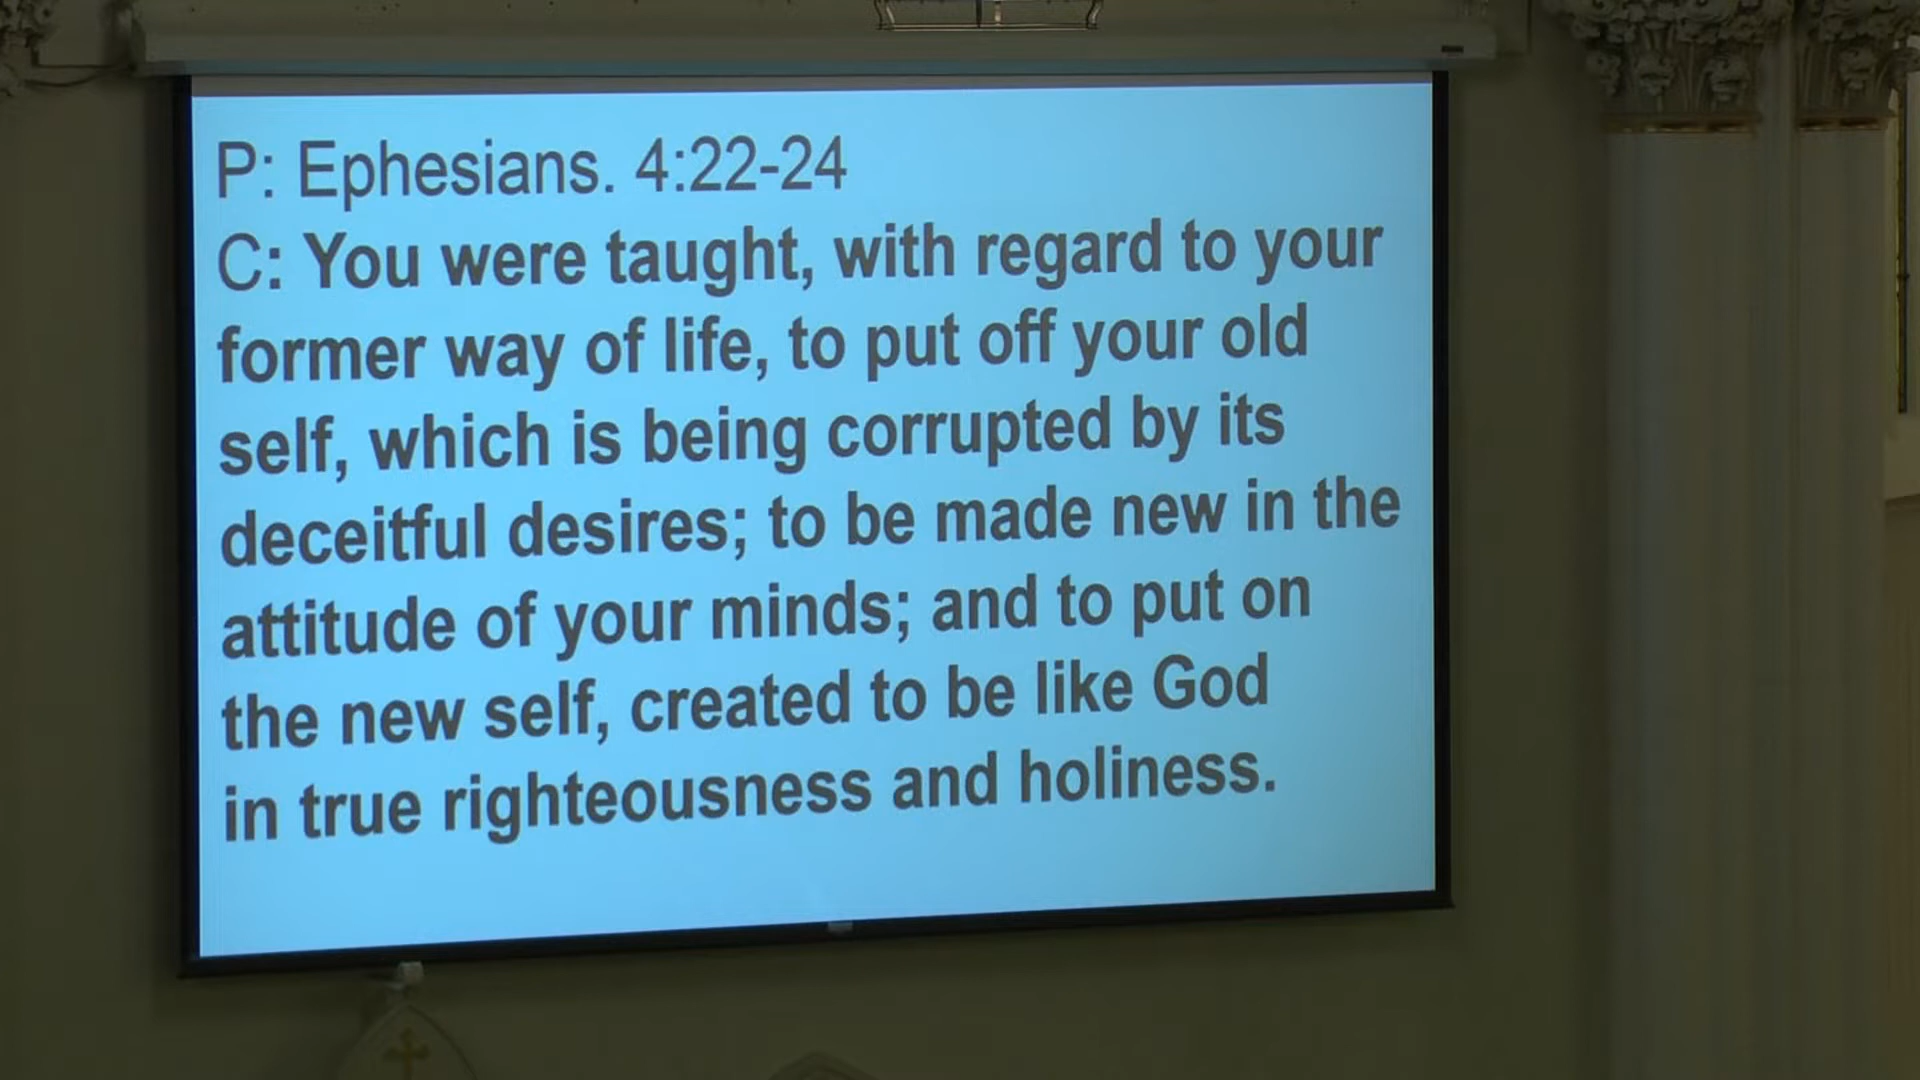 P: Ephesians. 4:22-24
C: You were taught, with regard to your
former way of life, to put off your old
self, which is being corrupted by its
deceitful desires; to be made new in the
attitude of your minds; and to put on
the new self, created to be like God
in true righteousness and holiness.